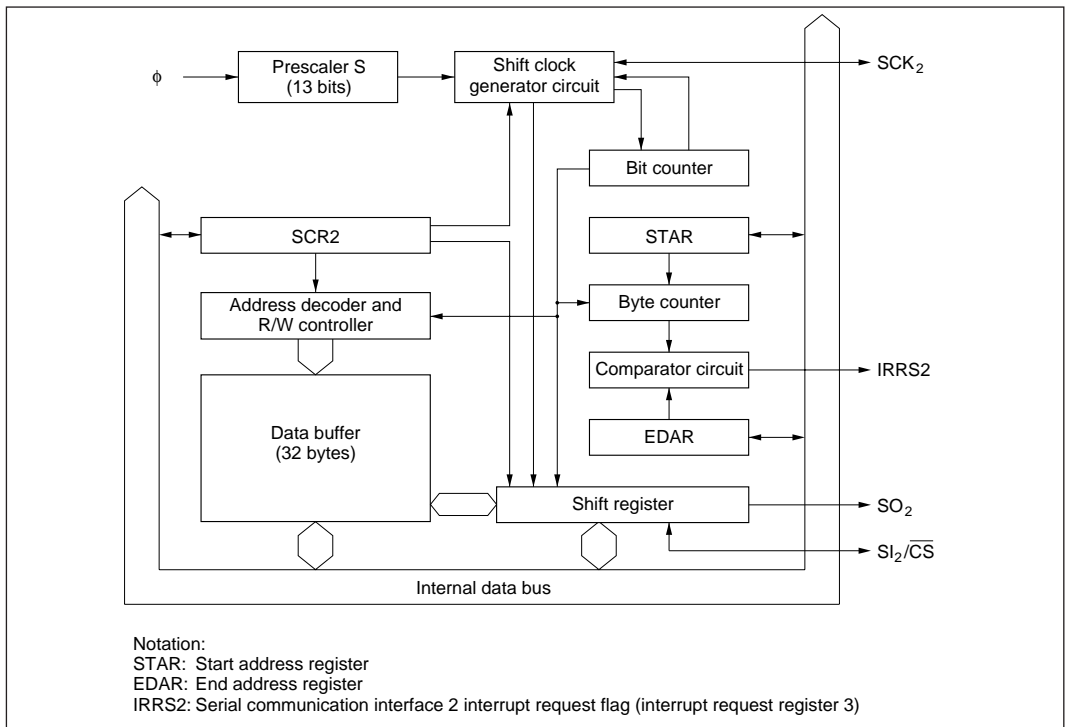 ϕ
Prescaler S
(13 bits)
Shift clock
generator circuit
SCK₂
Bit counter
SCR2
STAR
Address decoder and
R/W controller
Byte counter
Comparator circuit
IRRS2
Data buffer
(32 bytes)
EDAR
Shift register
SO₂
SI₂/C̅S̅
Internal data bus
Notation:
STAR: Start address register
EDAR: End address register
IRRS2: Serial communication interface 2 interrupt request flag (interrupt request register 3)